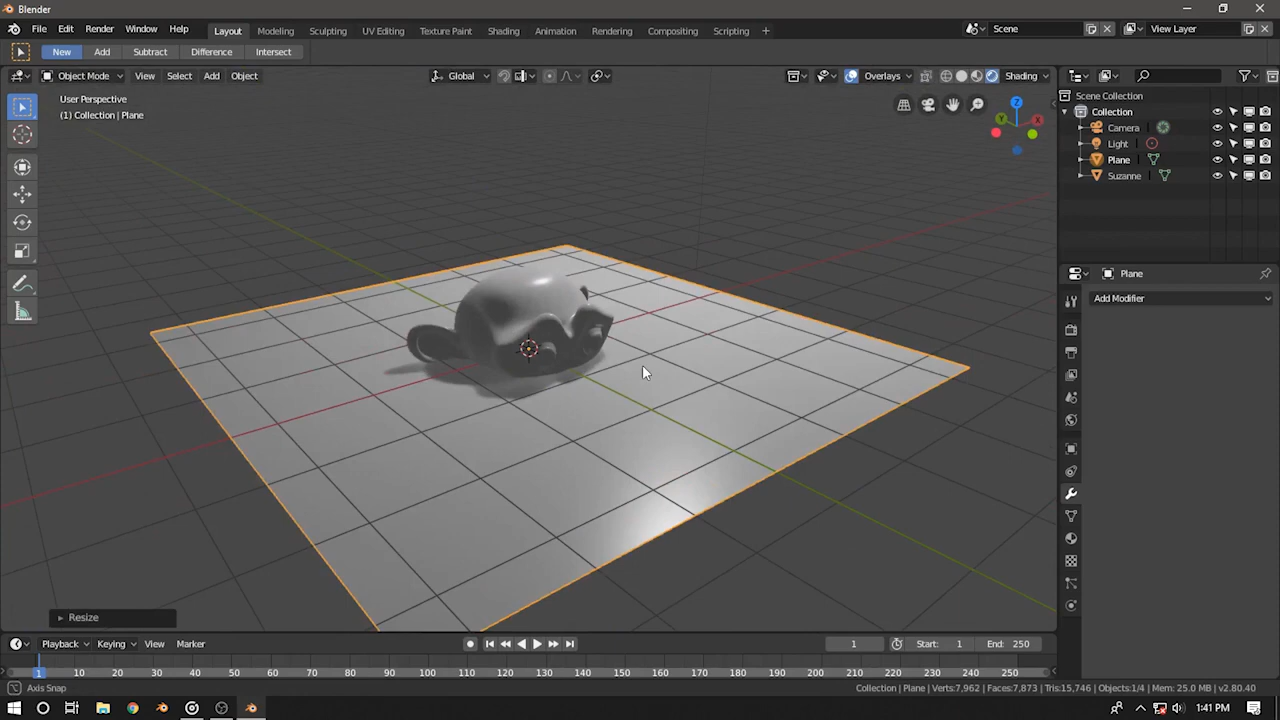 Blender
File Edit Render Window Help Layout Modeling Sculpting UV Editing Texture Paint Shading Animation Rendering Compositing Scripting + Scene View Layer
New Add Subtract Difference Intersect
Object Mode View Select Add Object Global Overlays Shading
User Perspective
(1) Collection | Plane
Z
Y
X
Scene Collection
Collection
Camera
Light
Plane
Suzanne
Plane
Add Modifier
Resize
Playback Keying View Marker 1 Start: 1 End: 250
1 10 20 30 40 50 60 70 80 90 100 110 120 130 140 150 160 170 180 190 200 210 220 230 240 250
Axis Snap Collection | Plane | Verts:7,962 | Faces:7,873 | Tris:15,746 | Objects:1/4 | Mem: 25.0 MB | v2.80.40
1:41 PM